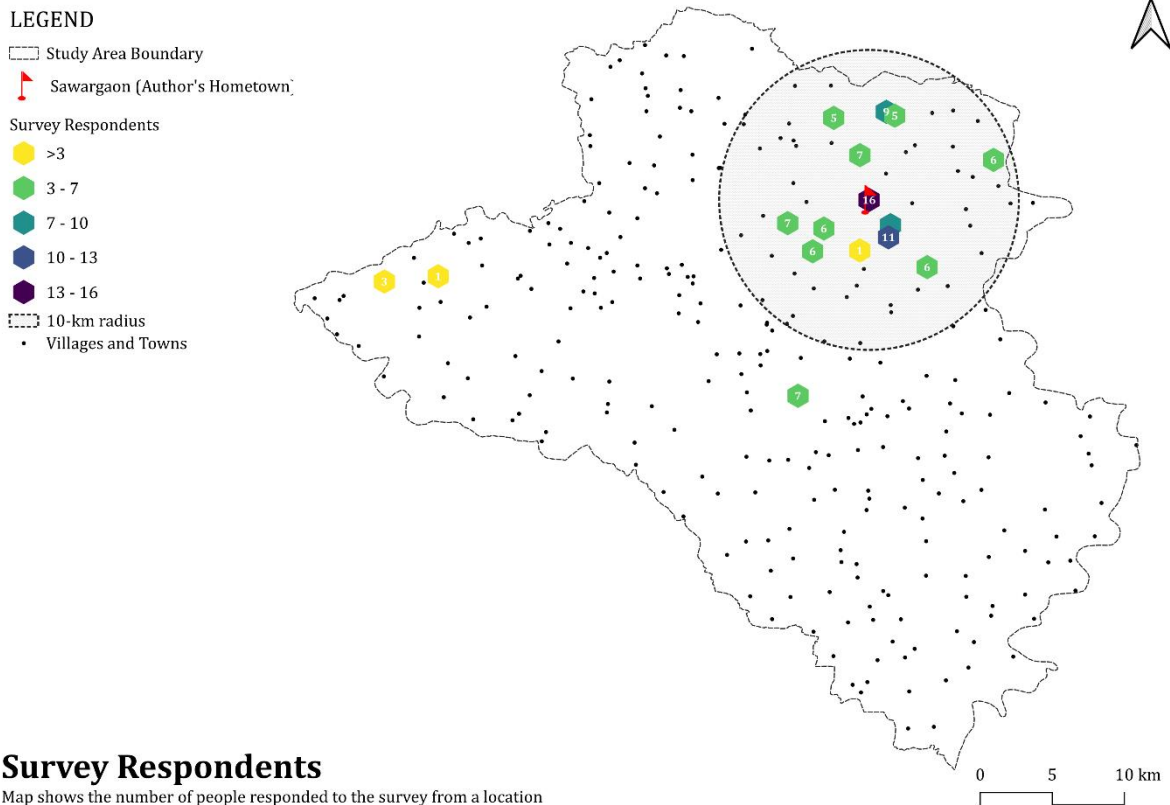 LEGEND
Study Area Boundary
Sawargaon (Author's Hometown)
Survey Respondents
>3
3 - 7
7 - 10
10 - 13
13 - 16
10-km radius
Villages and Towns
9
5
5
7
6
16
7
6
11
6
1
6
3
1
7
Survey Respondents
Map shows the number of people responded to the survey from a location
0 5 10 km